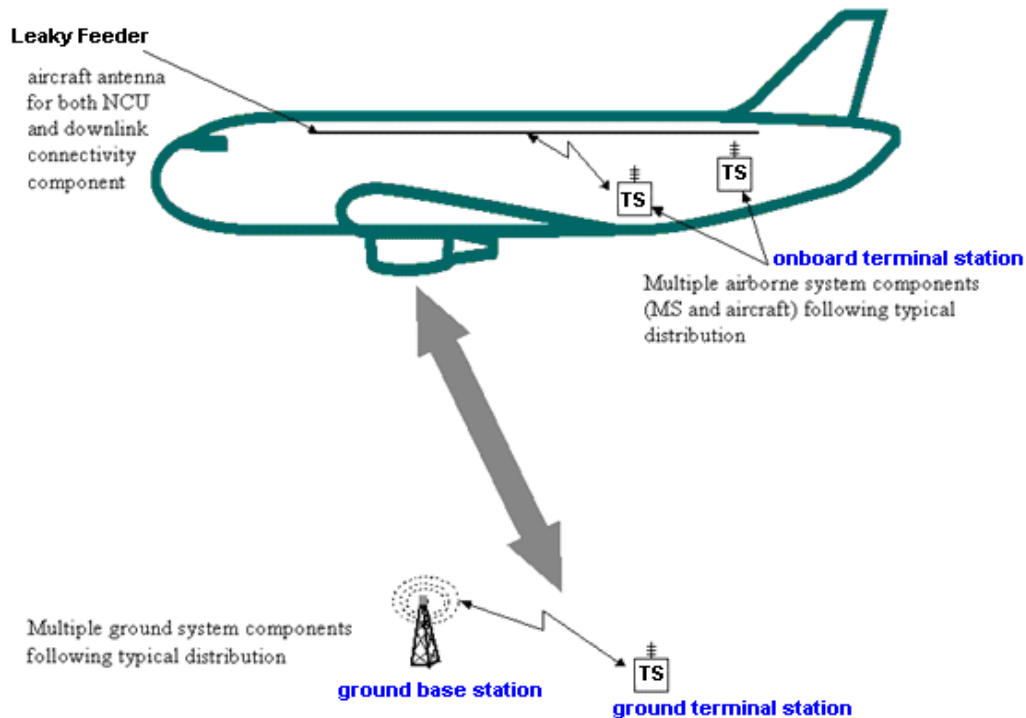 Leaky Feeder
aircraft antenna
for both NCU
and downlink
connectivity
component
TS
TS
onboard terminal station
Multiple airborne system components
(MS and aircraft) following typical
distribution
Multiple ground system components
following typical distribution
ground base station
TS
ground terminal station